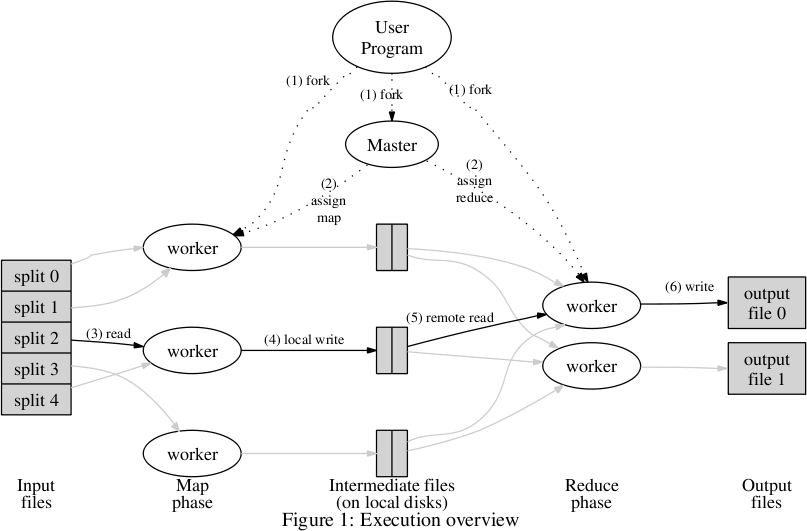 User
Program
(1) fork
(1) fork
(1) fork
Master
(2)
assign
map
(2)
assign
reduce
worker
split 0
split 1
split 2
split 3
split 4
(3) read
worker
(4) local write
(5) remote read
worker
(6) write
output
file 0
worker
output
file 1
worker
Input
files
Map
phase
Intermediate files
(on local disks)
Reduce
phase
Output
files
Figure 1: Execution overview